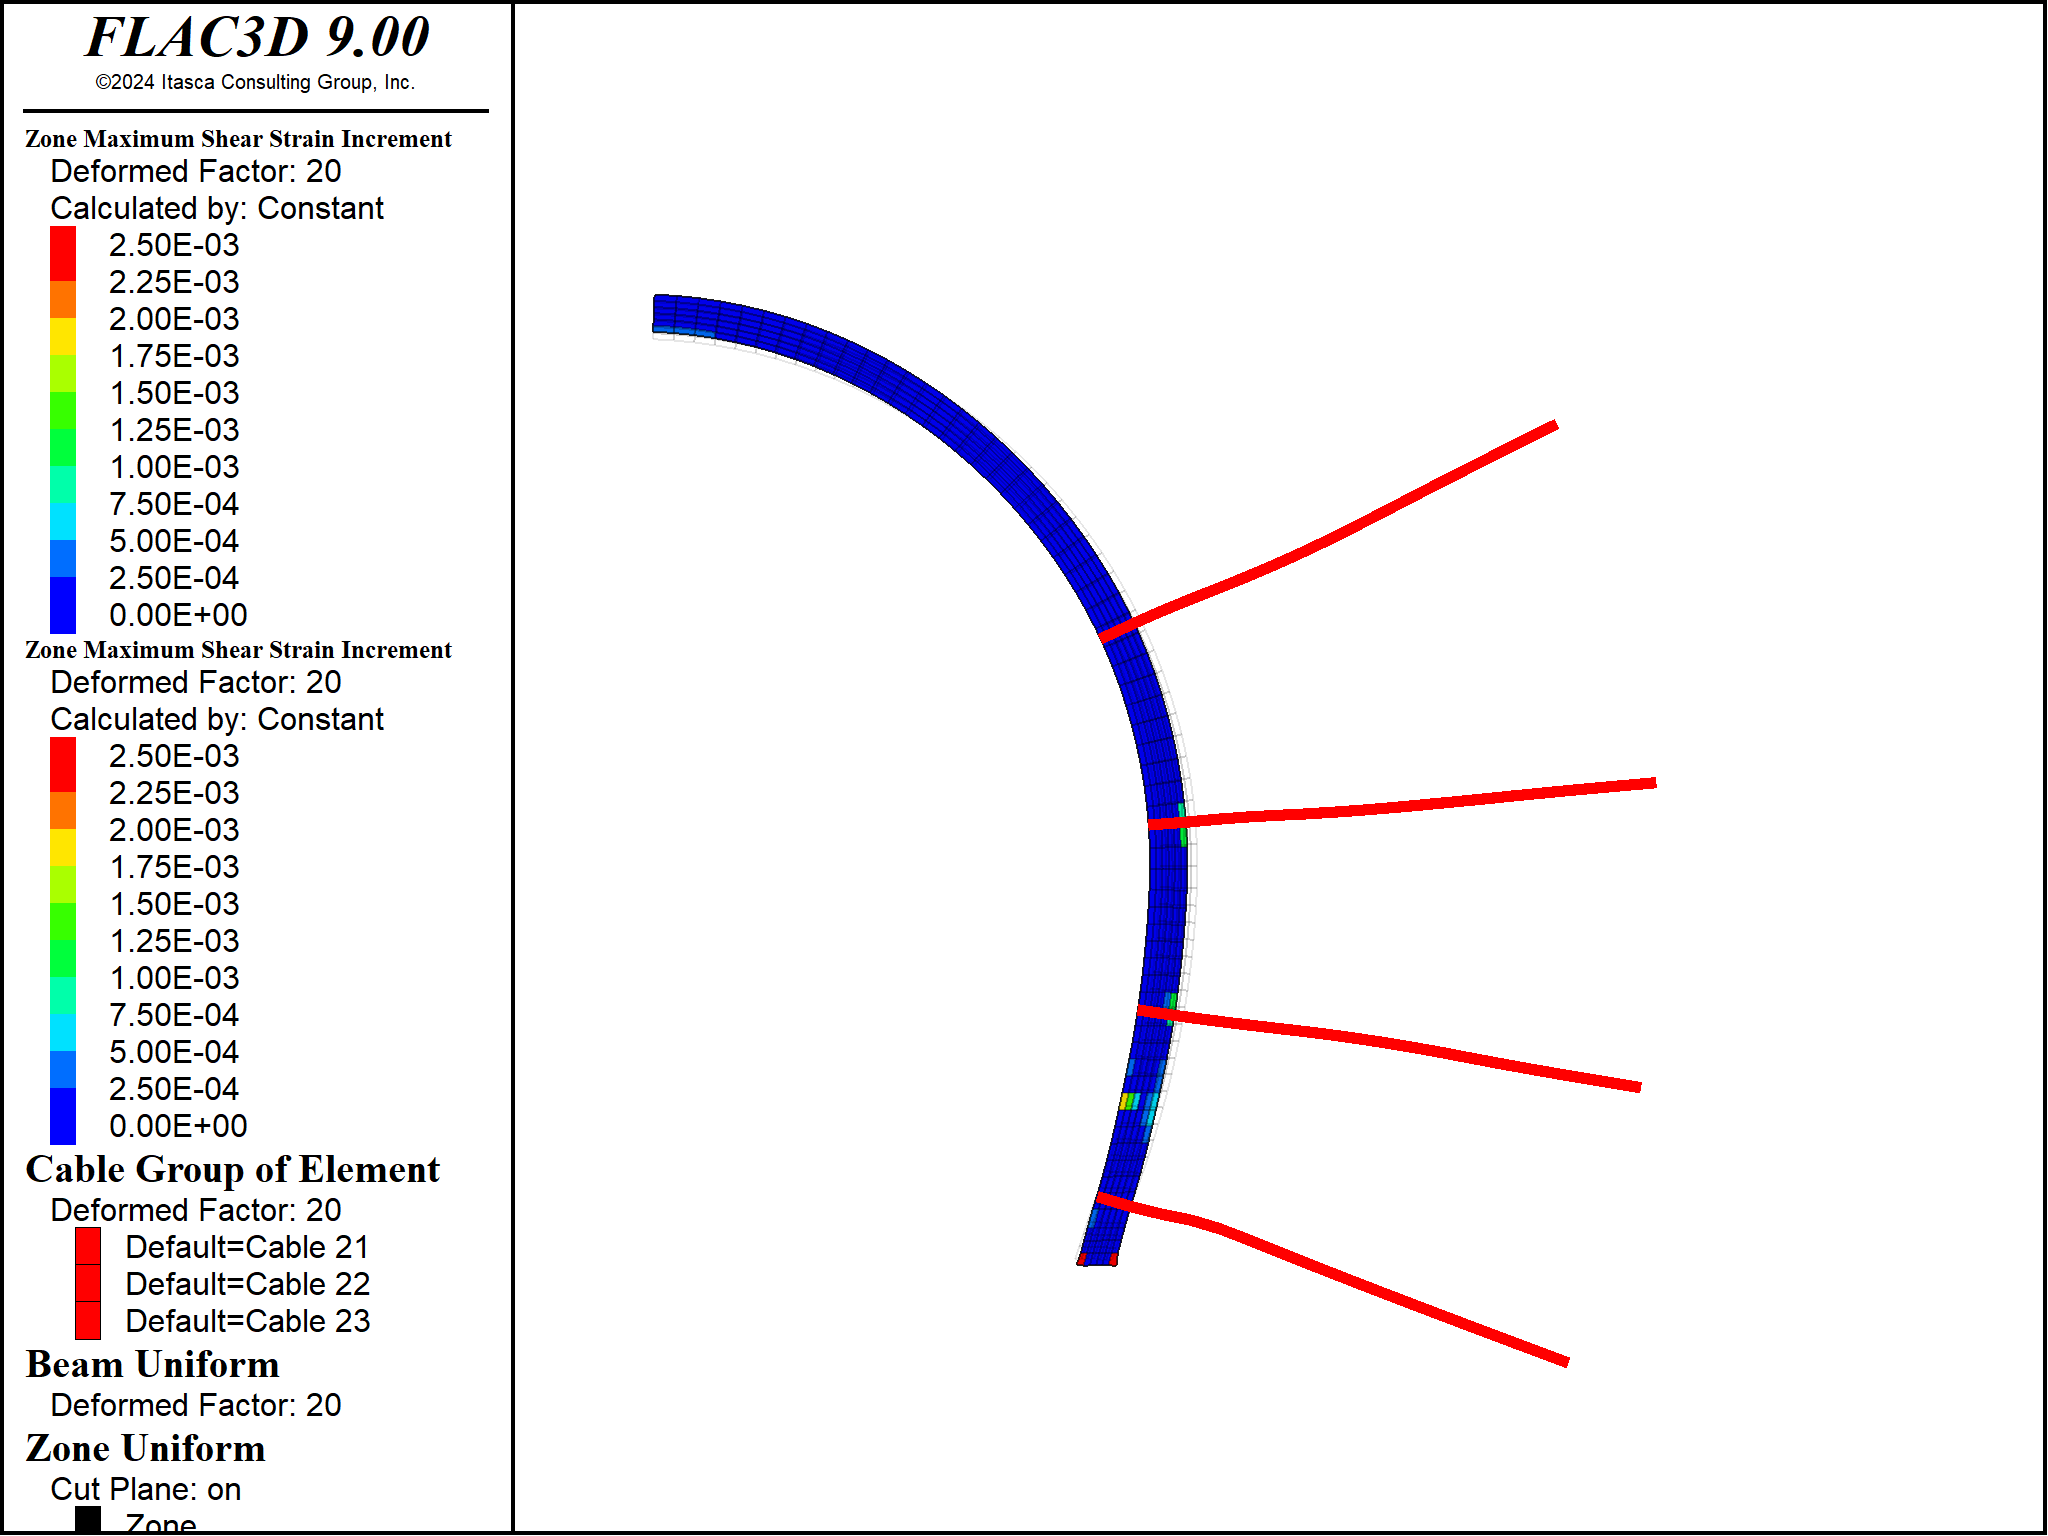 FLAC3D 9.00
©2024 Itasca Consulting Group, Inc.
Zone Maximum Shear Strain Increment
Deformed Factor: 20
Calculated by: Constant
2.50E-03
2.25E-03
2.00E-03
1.75E-03
1.50E-03
1.25E-03
1.00E-03
7.50E-04
5.00E-04
2.50E-04
0.00E+00
Zone Maximum Shear Strain Increment
Deformed Factor: 20
Calculated by: Constant
2.50E-03
2.25E-03
2.00E-03
1.75E-03
1.50E-03
1.25E-03
1.00E-03
7.50E-04
5.00E-04
2.50E-04
0.00E+00
Cable Group of Element
Deformed Factor: 20
Default=Cable 21
Default=Cable 22
Default=Cable 23
Beam Uniform
Deformed Factor: 20
Zone Uniform
Cut Plane: on
Zone